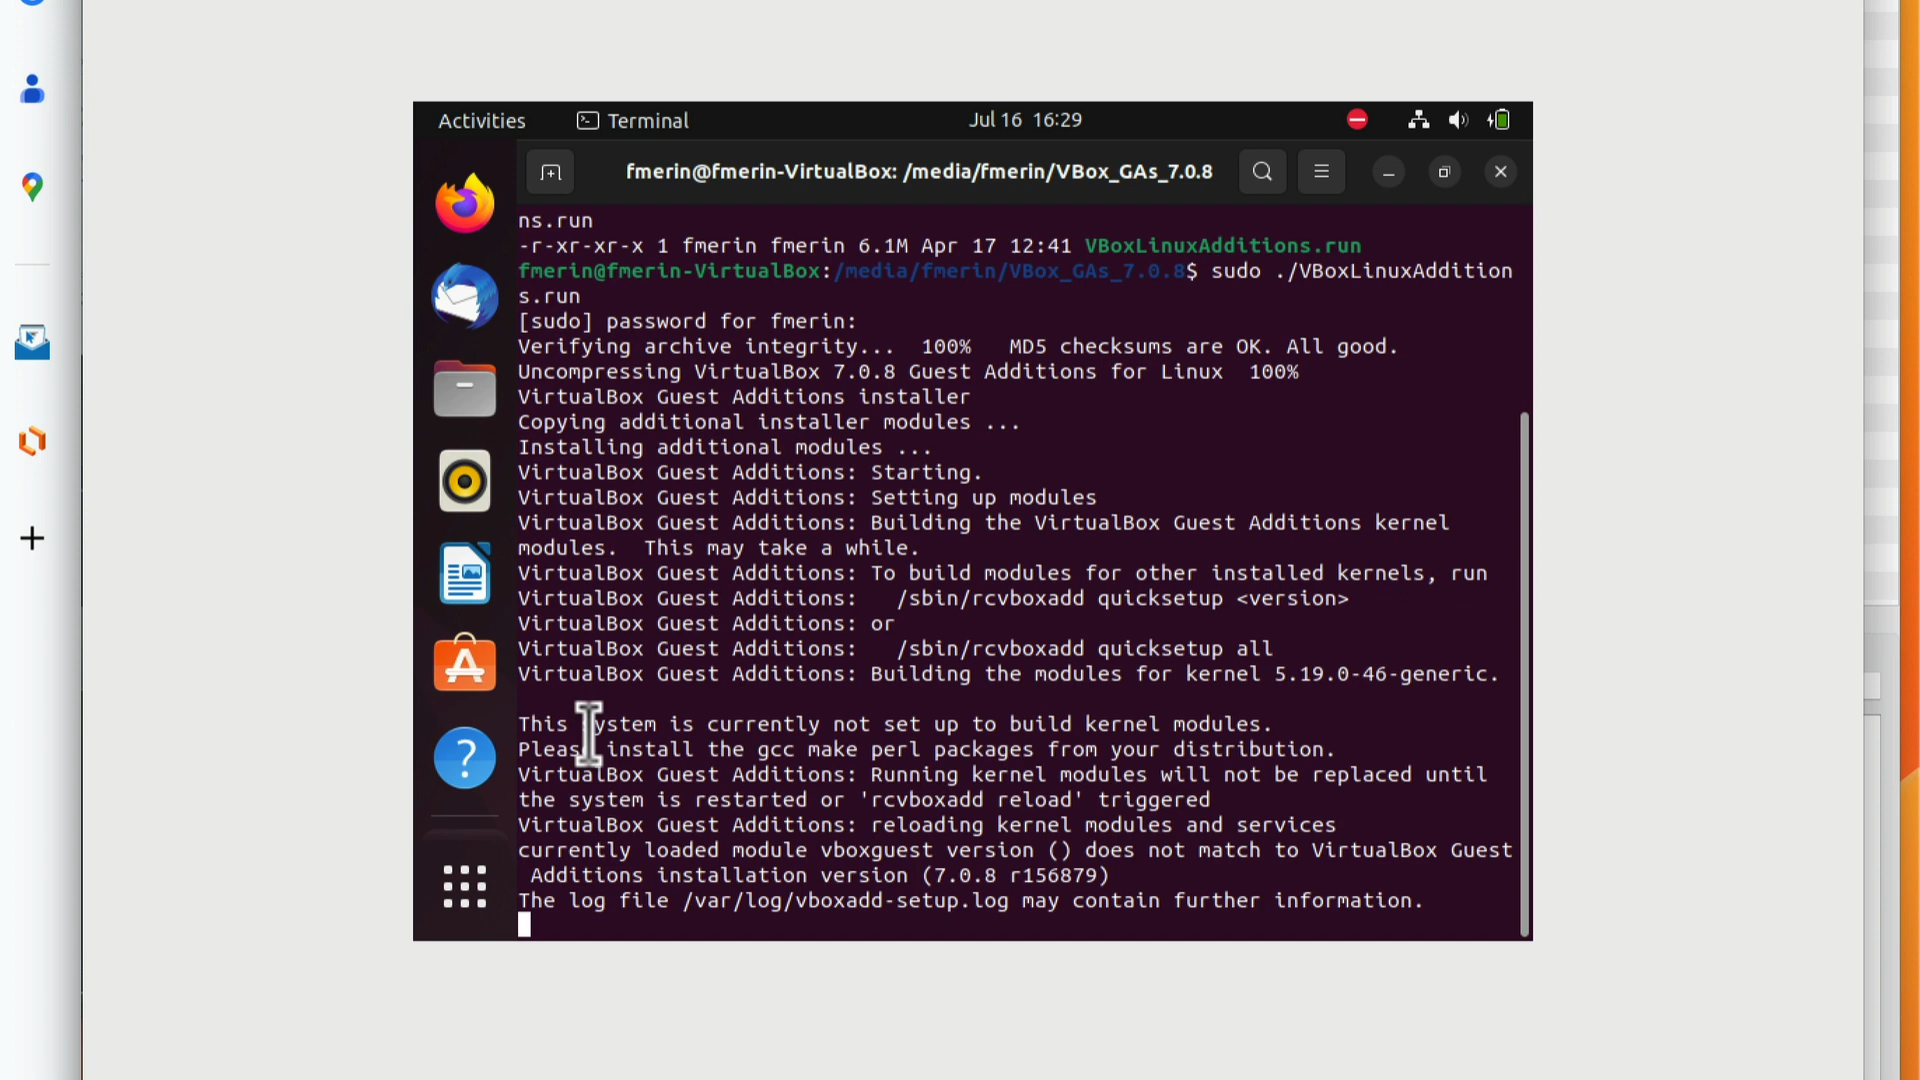 Activities Terminal Jul 16 16:29
fmerin@fmerin-VirtualBox: /media/fmerin/VBox_GAs_7.0.8
ns.run
-r-xr-xr-x 1 fmerin fmerin 6.1M Apr 17 12:41 VBoxLinuxAdditions.run
fmerin@fmerin-VirtualBox:/media/fmerin/VBox_GAs_7.0.8$ sudo ./VBoxLinuxAddition
s.run
[sudo] password for fmerin:
Verifying archive integrity...  100%   MD5 checksums are OK. All good.
Uncompressing VirtualBox 7.0.8 Guest Additions for Linux  100%
VirtualBox Guest Additions installer
Copying additional installer modules ...
Installing additional modules ...
VirtualBox Guest Additions: Starting.
VirtualBox Guest Additions: Setting up modules
VirtualBox Guest Additions: Building the VirtualBox Guest Additions kernel
modules.  This may take a while.
VirtualBox Guest Additions: To build modules for other installed kernels, run
VirtualBox Guest Additions:   /sbin/rcvboxadd quicksetup <version>
VirtualBox Guest Additions: or
VirtualBox Guest Additions:   /sbin/rcvboxadd quicksetup all
VirtualBox Guest Additions: Building the modules for kernel 5.19.0-46-generic.
This system is currently not set up to build kernel modules.
Please install the gcc make perl packages from your distribution.
VirtualBox Guest Additions: Running kernel modules will not be replaced until
the system is restarted or 'rcvboxadd reload' triggered
VirtualBox Guest Additions: reloading kernel modules and services
currently loaded module vboxguest version () does not match to VirtualBox Guest
 Additions installation version (7.0.8 r156879)
The log file /var/log/vboxadd-setup.log may contain further information.